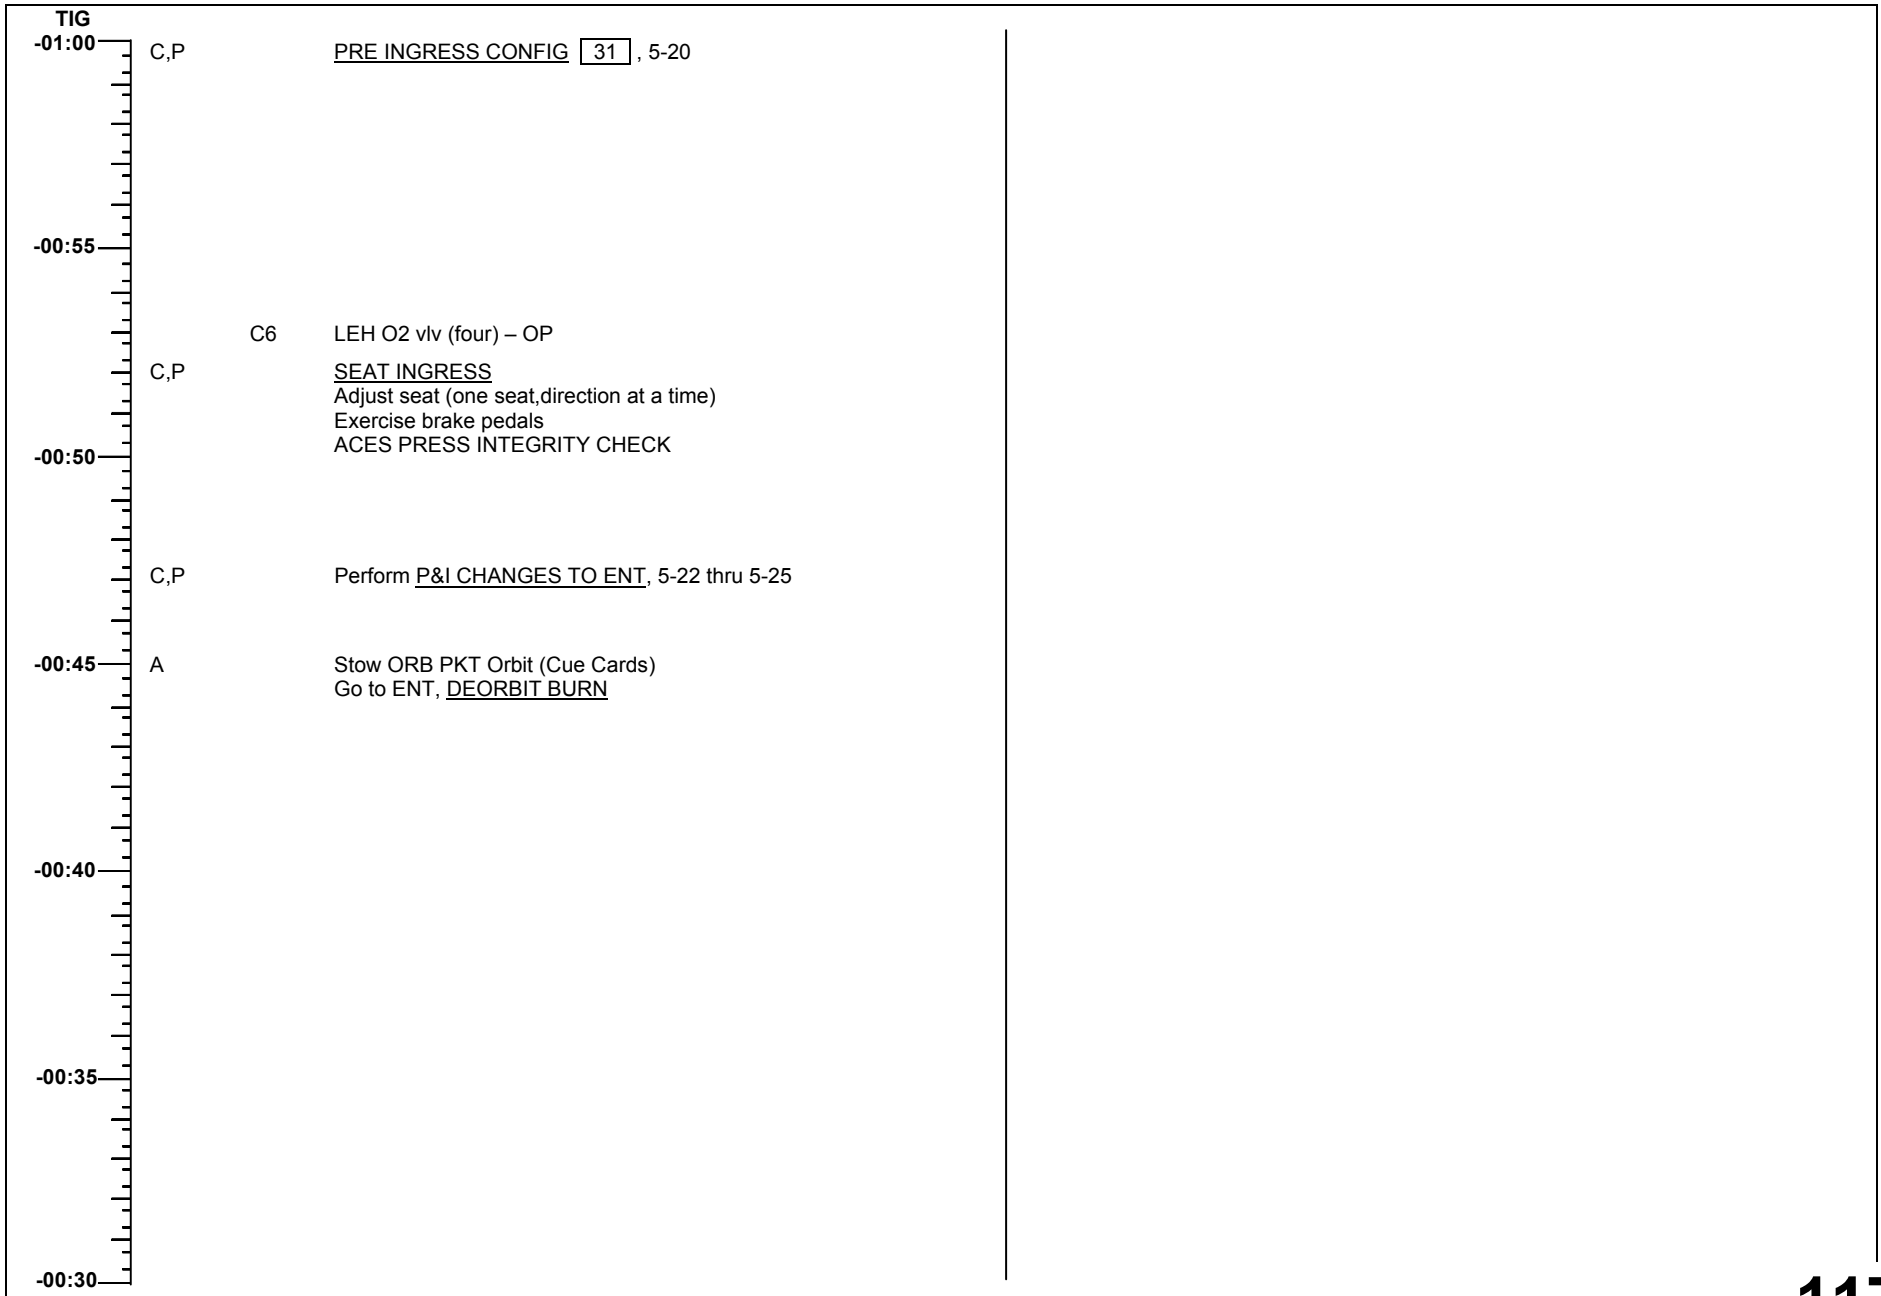 TIG
-01:00
C,P PRE INGRESS CONFIG 31 , 5-20
-00:55
C6 LEH O2 vlv (four) – OP
C,P SEAT INGRESS
Adjust seat (one seat,direction at a time)
Exercise brake pedals
ACES PRESS INTEGRITY CHECK
-00:50
C,P Perform P&I CHANGES TO ENT, 5-22 thru 5-25
-00:45 A Stow ORB PKT Orbit (Cue Cards)
Go to ENT, DEORBIT BURN
-00:40
-00:35
-00:30